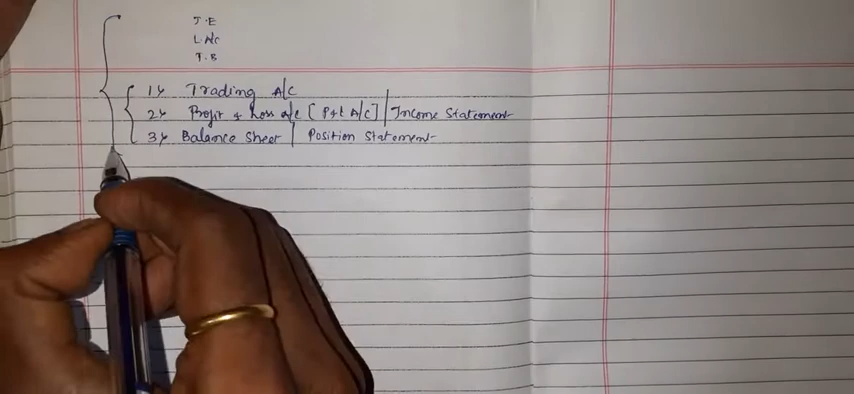 J.E
L.A/c
T.B
1) Trading A/c
2) Profit & Loss a/c [P&L A/c] | Income Statement
3) Balance Sheet | Position Statement